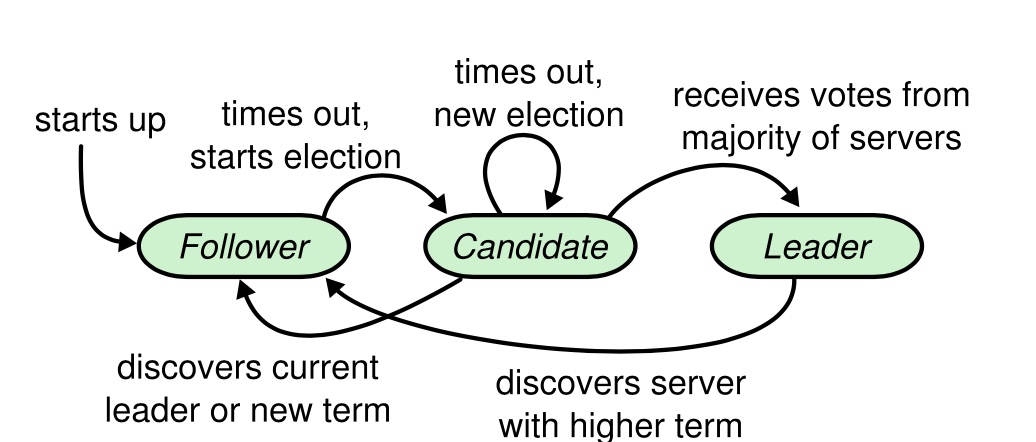 starts up
times out,
starts election
times out,
new election
receives votes from
majority of servers
Follower
Candidate
Leader
discovers current
leader or new term
discovers server
with higher term